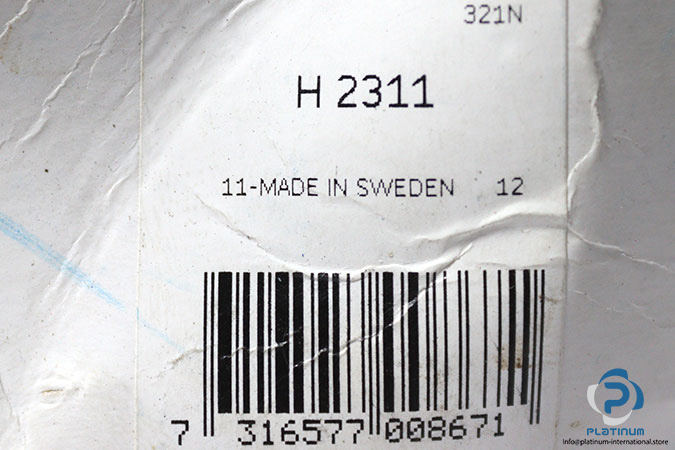 321N
H 2311
11-MADE IN SWEDEN 12
7 316577 008671
PLATINUM
Info@platinum-international.store